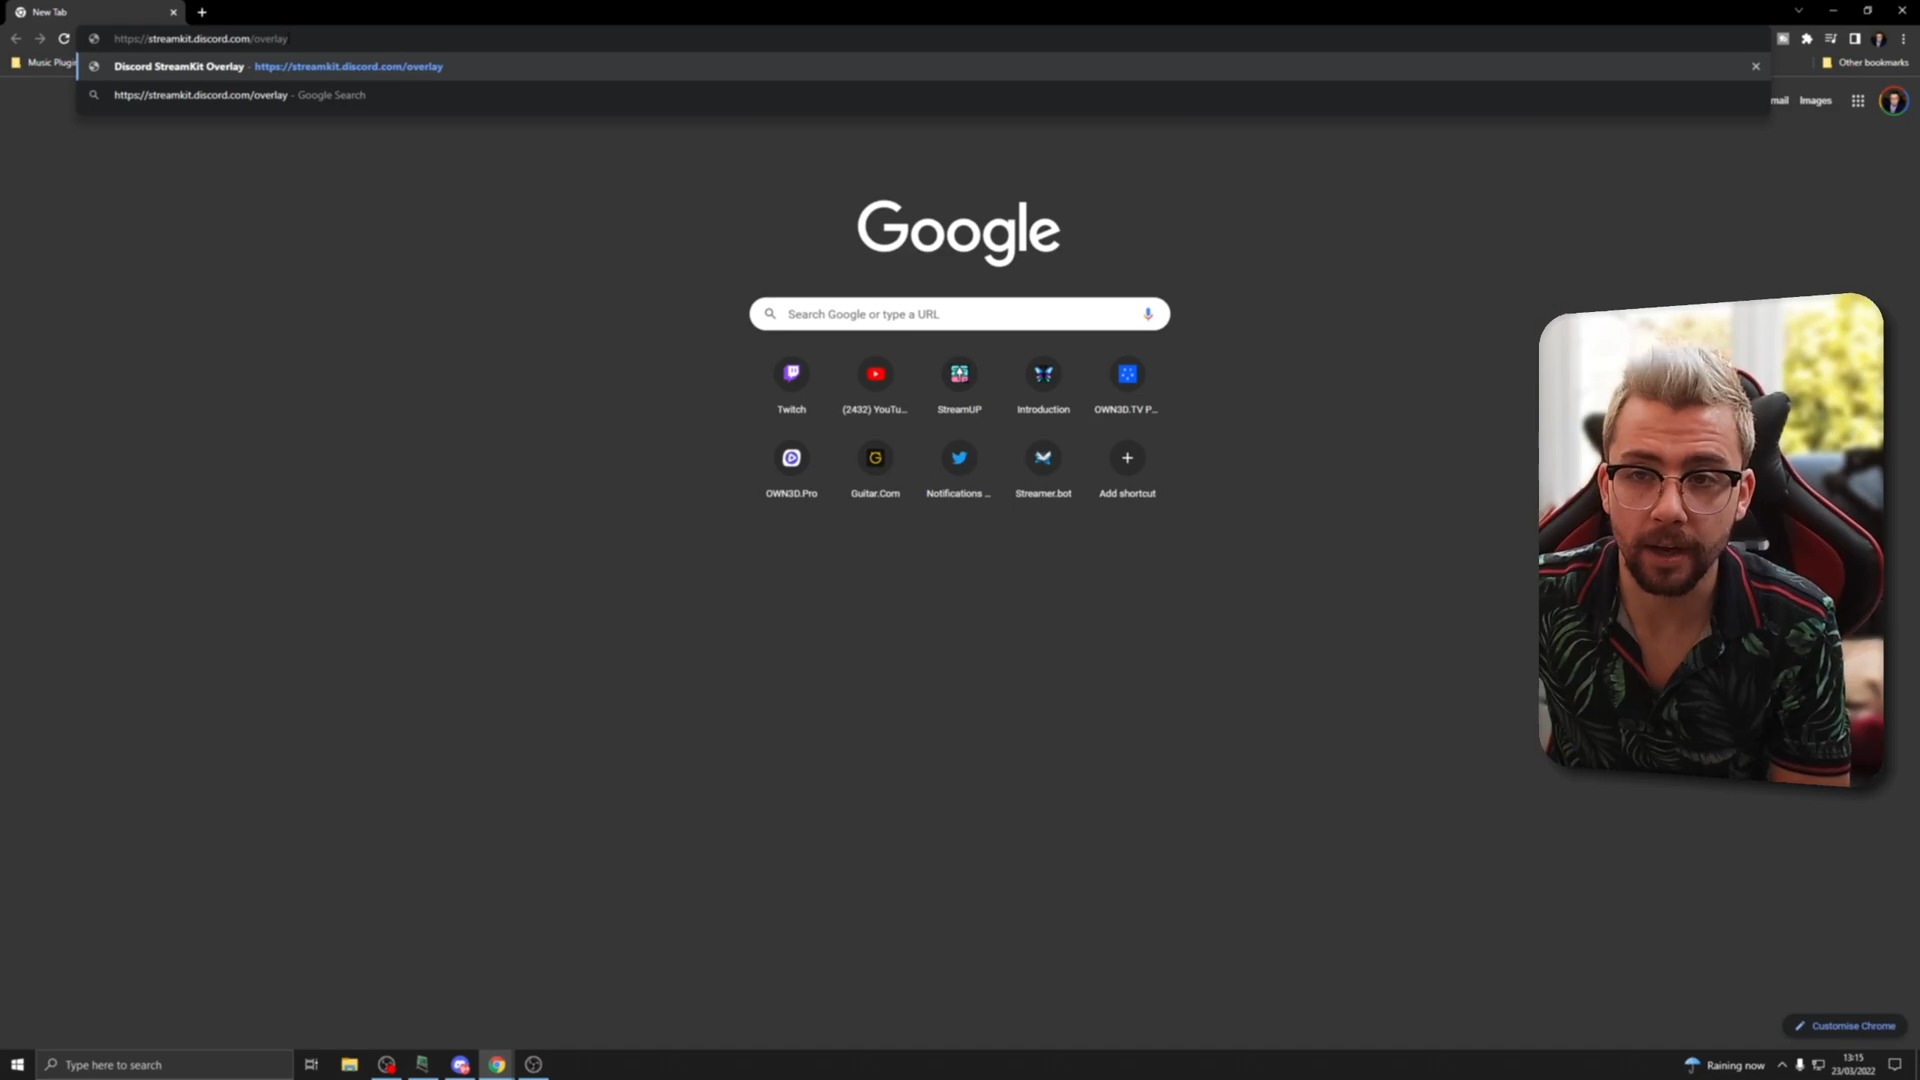 New Tab
https://streamkit.discord.com/overlay
Music Plugin
Other bookmarks
Discord StreamKit Overlay - https://streamkit.discord.com/overlay
https://streamkit.discord.com/overlay - Google Search
mail
Images
Google
Search Google or type a URL
Twitch
(2432) YouTu...
StreamUP
Introduction
OWN3D.TV P...
OWN3D.Pro
Guitar.Com
Notifications ...
Streamer.bot
Add shortcut
Customise Chrome
Type here to search
Raining now
13:15
23/03/2022